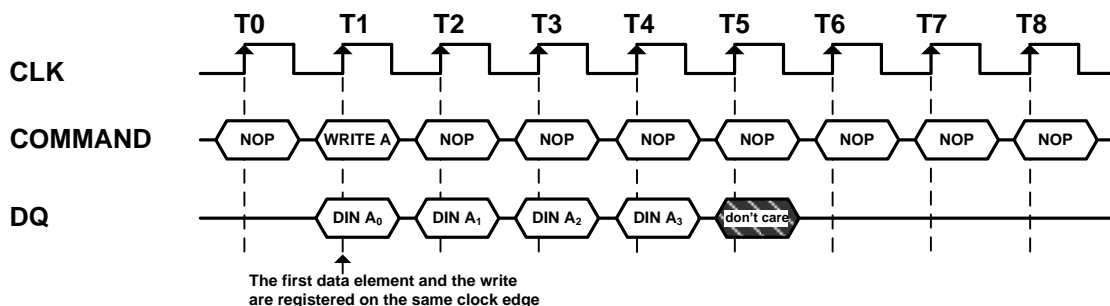 T0 T1 T2 T3 T4 T5 T6 T7 T8
CLK
COMMAND NOP WRITE A NOP NOP NOP NOP NOP NOP NOP
DQ DIN A₀ DIN A₁ DIN A₂ DIN A₃ don't care
The first data element and the write
are registered on the same clock edge